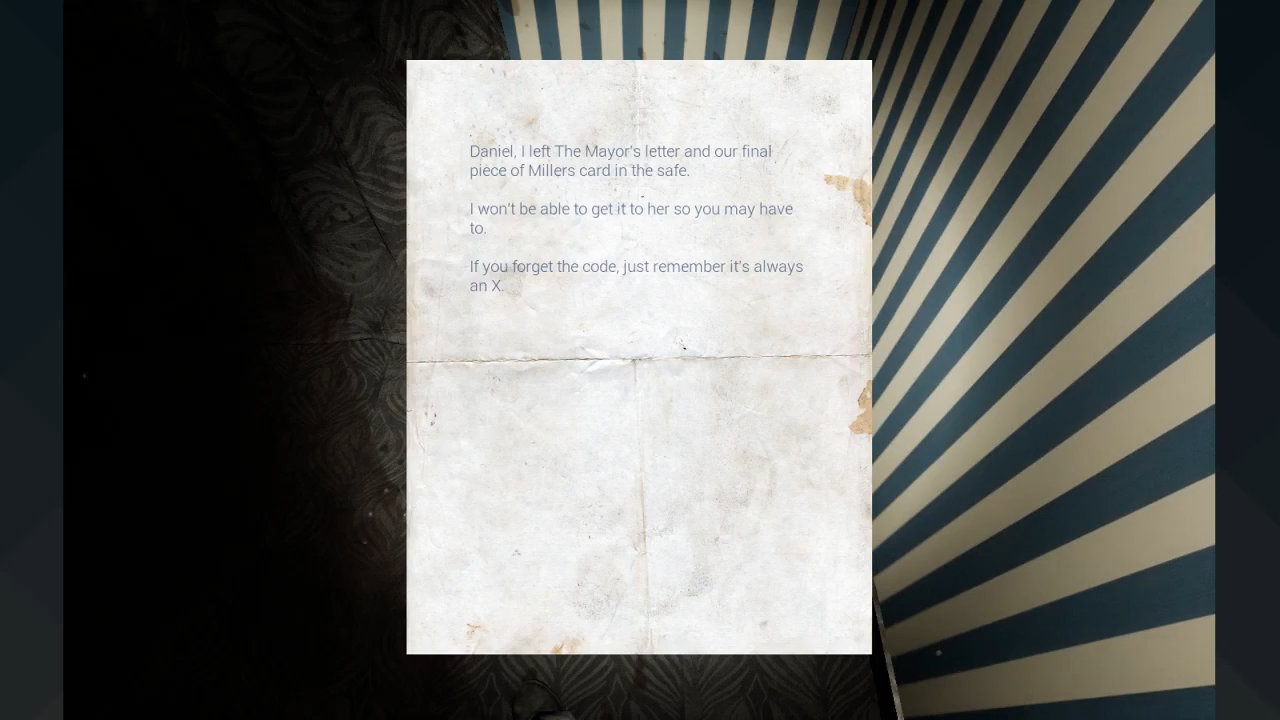 Daniel, I left The Mayor's letter and our final
piece of Millers card in the safe.
I won't be able to get it to her so you may have
to.
If you forget the code, just remember it's always
an X.